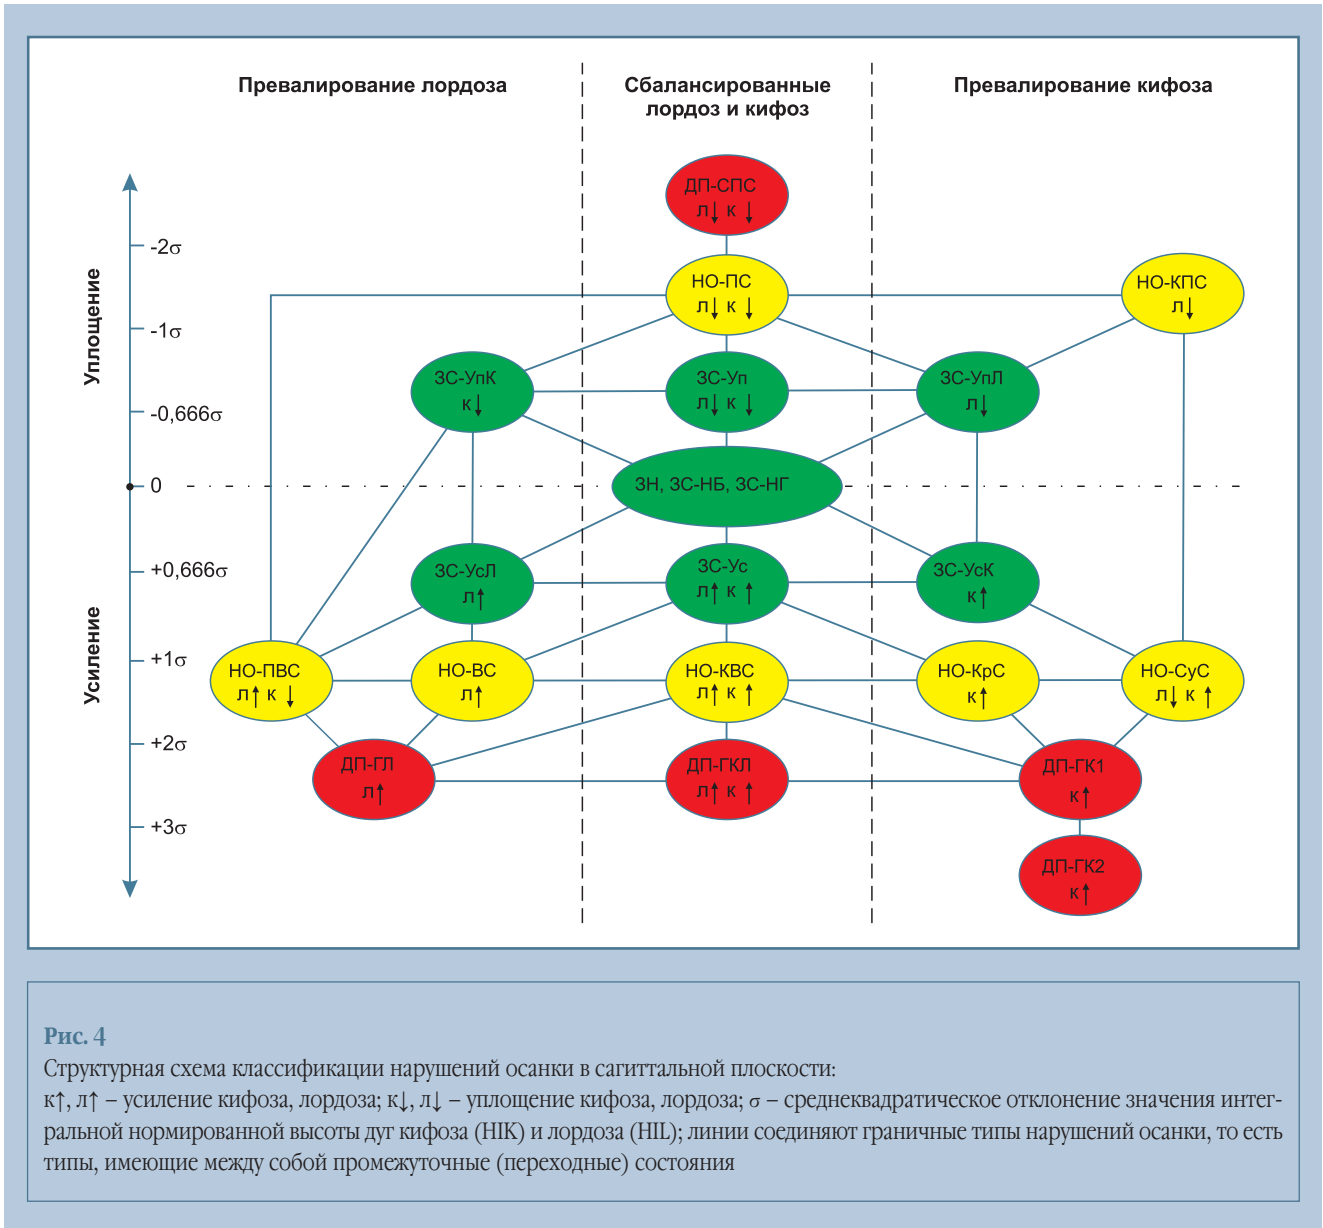 Превалирование лордоза
Сбалансированные
лордоз и кифоз
Превалирование кифоза
Уплощение
Усиление
-2σ
-1σ
-0,666σ
0
+0,666σ
+1σ
+2σ
+3σ
ДП-СПС
л↓ к ↓
НО-ПС
л↓ к ↓
НО-КПС
л↓
ЗС-УпК
к↓
ЗС-Уп
л↓ к ↓
ЗС-УпЛ
л↓
ЗН, ЗС-НБ, ЗС-НГ
ЗС-УсЛ
л↑
ЗС-Ус
л↑ к ↑
ЗС-УсК
к↑
НО-ПВС
л↑ к ↓
НО-ВС
л↑
НО-КВС
л↑ к ↑
НО-КрС
к↑
НО-СуС
л↓ к ↑
ДП-ГЛ
л↑
ДП-ГКЛ
л↑ к ↑
ДП-ГК1
к↑
ДП-ГК2
к↑
Рис. 4
Структурная схема классификации нарушений осанки в сагиттальной плоскости:
к↑, л↑ – усиление кифоза, лордоза; к↓, л↓ – уплощение кифоза, лордоза; σ – среднеквадратическое отклонение значения интег-
ральной нормированной высоты дуг кифоза (HIK) и лордоза (HIL); линии соединяют граничные типы нарушений осанки, то есть
типы, имеющие между собой промежуточные (переходные) состояния